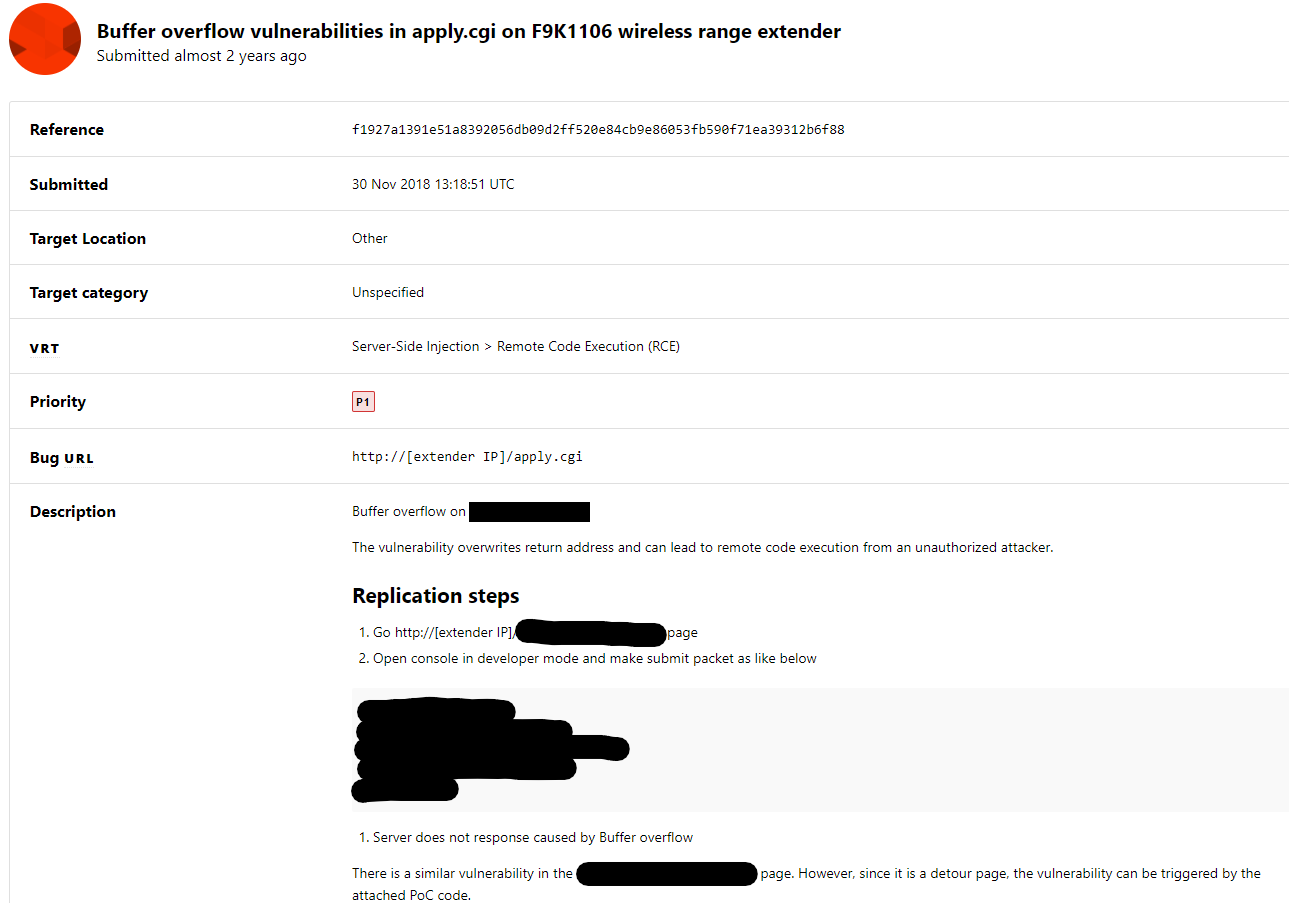 Buffer overflow vulnerabilities in apply.cgi on F9K1106 wireless range extender
Submitted almost 2 years ago
Reference f1927a1391e51a8392056db09d2ff520e84cb9e86053fb590f71ea39312b6f88
Submitted 30 Nov 2018 13:18:51 UTC
Target Location Other
Target category Unspecified
VRT Server-Side Injection > Remote Code Execution (RCE)
Priority P1
Bug URL http://[extender IP]/apply.cgi
Description Buffer overflow on
The vulnerability overwrites return address and can lead to remote code execution from an unauthorized attacker.
Replication steps
1. Go http://[extender IP]/ page
2. Open console in developer mode and make submit packet as like below
1. Server does not response caused by Buffer overflow
There is a similar vulnerability in the page. However, since it is a detour page, the vulnerability can be triggered by the
attached PoC code.